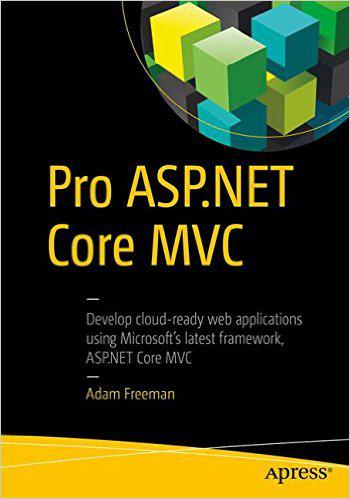 Pro ASP.NET
Core MVC
—
Develop cloud-ready web applications
using Microsoft's latest framework,
ASP.NET Core MVC
—
Adam Freeman
Apress®